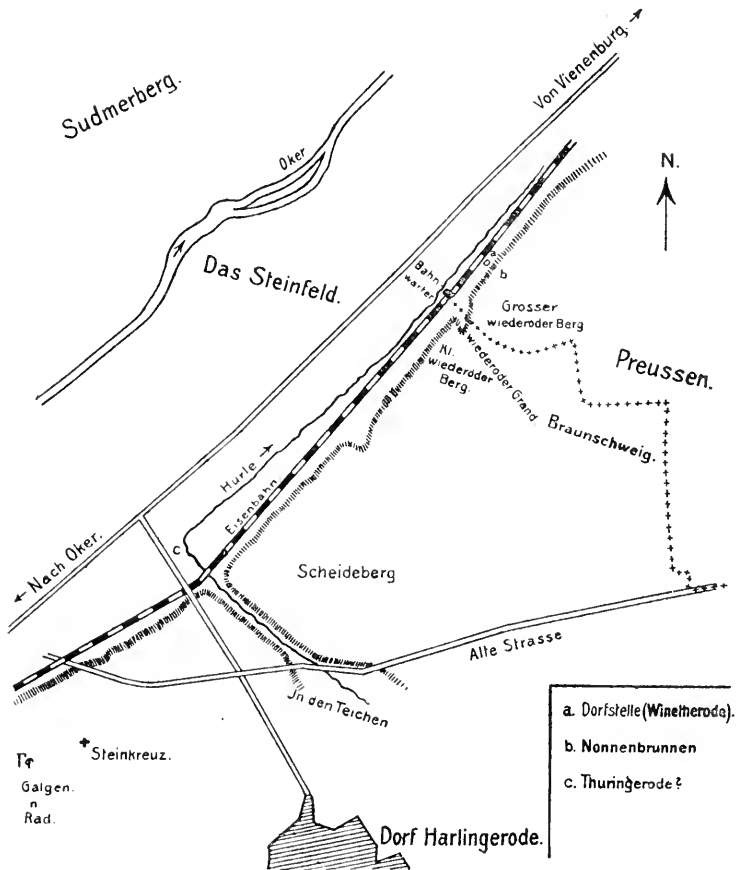 Sudmerberg.
Von Vienenburg.
Oker
N.
Das Steinfeld.
Bahn
wärter
a
b
Grosser
wiederoder Berg
Kl.
wiederoder
Berg.
wiederoder Grand.
Preussen.
Braunschweig.
Hurle
Eisenbahn
c
← Nach Oker.
Scheideberg
Alte Strasse
Jn den Teichen
Steinkreuz.
Galgen.
n
Rad.
Dorf Harlingerode.
a. Dorfstelle (Winetherode).
b. Nonnenbrunnen
c. Thuringerode?